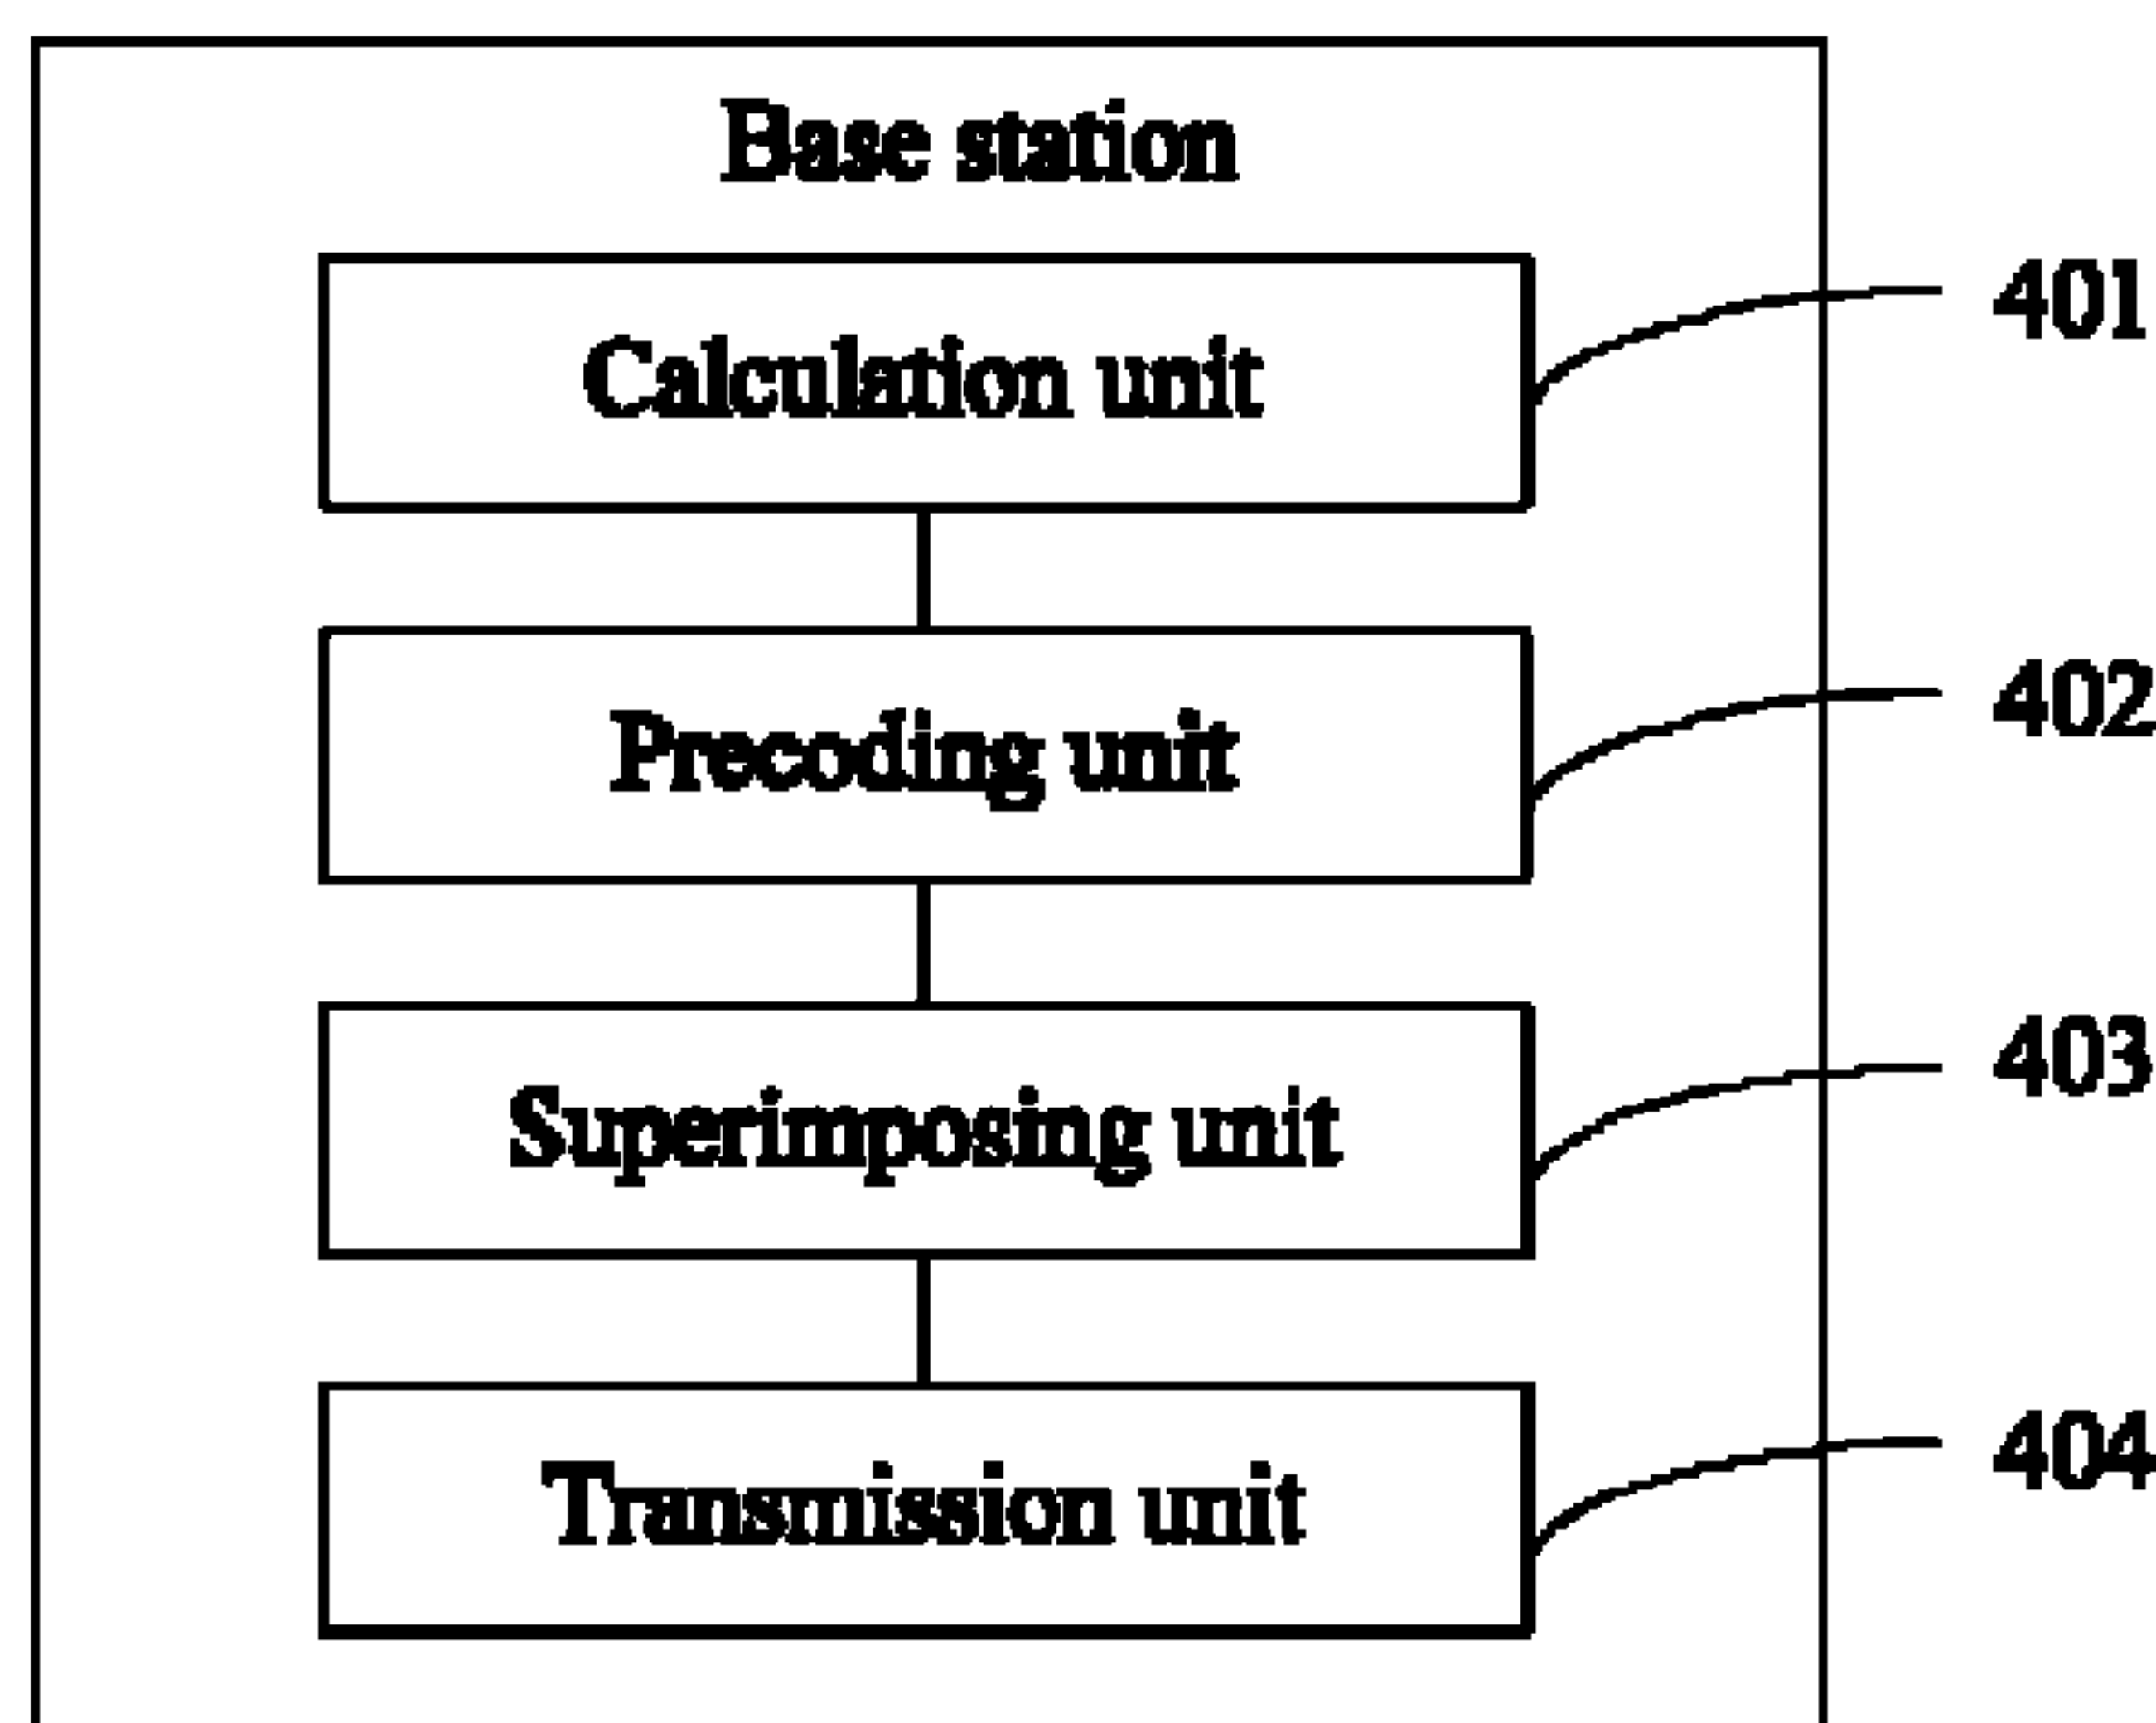 Base station
Calculation unit
401
Precoding unit
402
Superimposing unit
403
Transmission unit
404